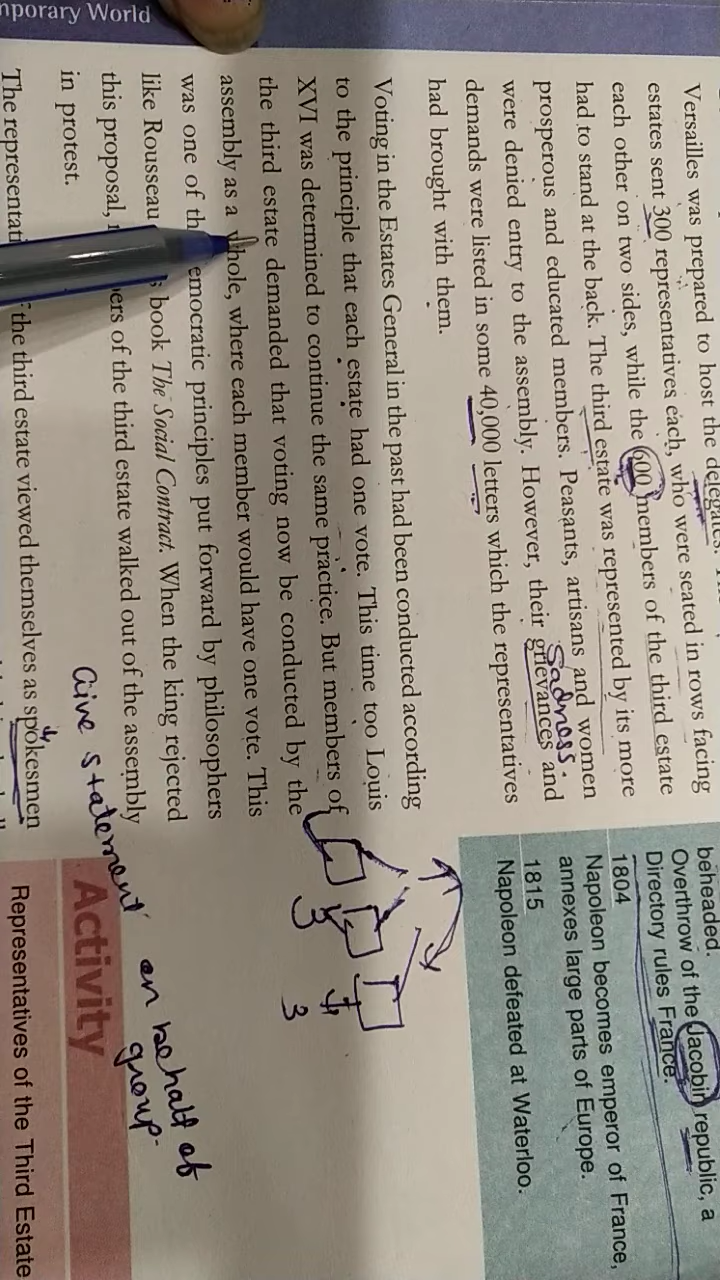 mporary World
Versailles was prepared to host the delegates.
estates sent 300 representatives each, who were seated in rows facing
each other on two sides, while the 600 members of the third estate
had to stand at the back. The third estate was represented by its more
prosperous and educated members. Peasants, artisans and women
were denied entry to the assembly. However, their grievances and
Sadness.
demands were listed in some 40,000 letters which the representatives
had brought with them.
Voting in the Estates General in the past had been conducted according
to the principle that each estate had one vote. This time too Louis
XVI was determined to continue the same practice. But members of
the third estate demanded that voting now be conducted by the
assembly as a whole, where each member would have one vote. This
was one of th emocratic principles put forward by philosophers
like Rousseau book The Social Contract. When the king rejected
this proposal, ers of the third estate walked out of the assembly
in protest.
The representati the third estate viewed themselves as spokesmen
Give statement on behalf of
group.
beheaded.
Overthrow of the Jacobin republic, a
Directory rules France.
1804
Napoleon becomes emperor of France,
annexes large parts of Europe.
1815
Napoleon defeated at Waterloo.
3 3
Activity
Representatives of the Third Estate